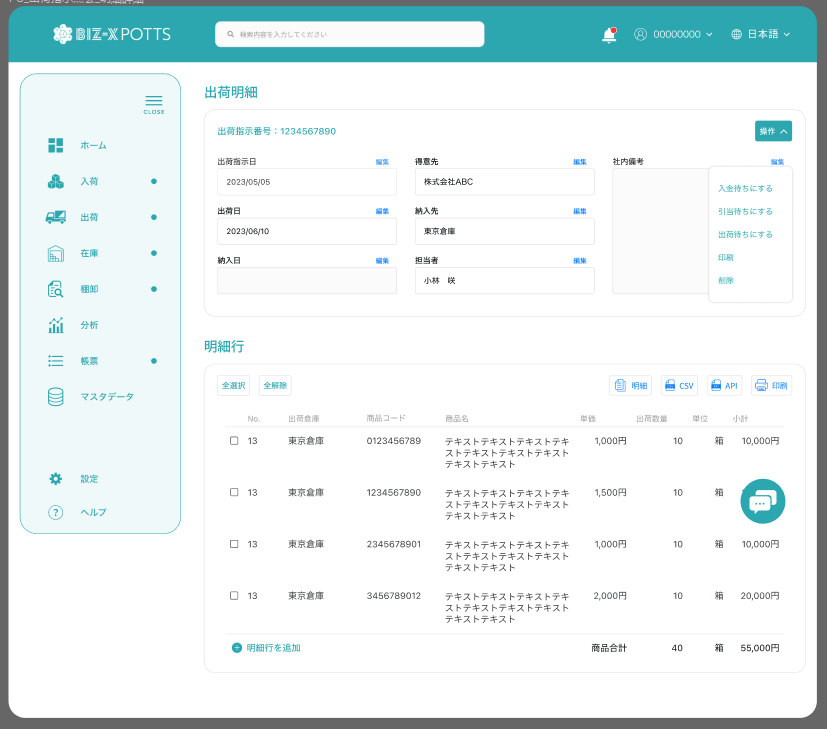 BIZ-X POTTS
検索内容を入力してください
00000000
日本語
CLOSE
ホーム
入荷
出荷
在庫
棚卸
分析
帳票
マスタデータ
設定
ヘルプ
出荷明細
出荷指示番号：1234567890
操作
出荷指示日 編集
2023/05/05
得意先 編集
株式会社ABC
社内備考 編集
出荷日 編集
2023/06/10
納入先 編集
東京倉庫
納入日 編集
担当者 編集
小林 咲
入金待ちにする
引当待ちにする
出荷待ちにする
印刷
削除
明細行
全選択 全解除 明細 CSV API 印刷
No. 出荷倉庫 商品コード 商品名 単価 出荷数量 単位 小計
13 東京倉庫 0123456789 テキストテキストテキストテキ 1,000円 10 箱 10,000円
ストテキストテキストテキスト
テキストテキスト
13 東京倉庫 1234567890 テキストテキストテキストテキ 1,500円 10 箱
ストテキストテキストテキスト
テキストテキスト
13 東京倉庫 2345678901 テキストテキストテキストテキ 1,000円 10 箱 10,000円
ストテキストテキストテキスト
テキストテキスト
13 東京倉庫 3456789012 テキストテキストテキストテキ 2,000円 10 箱 20,000円
ストテキストテキストテキスト
テキストテキスト
明細行を追加 商品合計 40 箱 55,000円